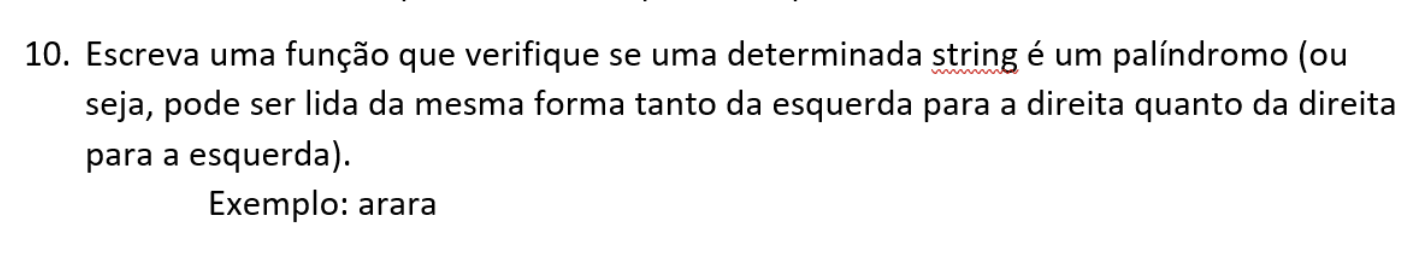 10. Escreva uma função que verifique se uma determinada string é um palíndromo (ou
seja, pode ser lida da mesma forma tanto da esquerda para a direita quanto da direita
para a esquerda).
Exemplo: arara